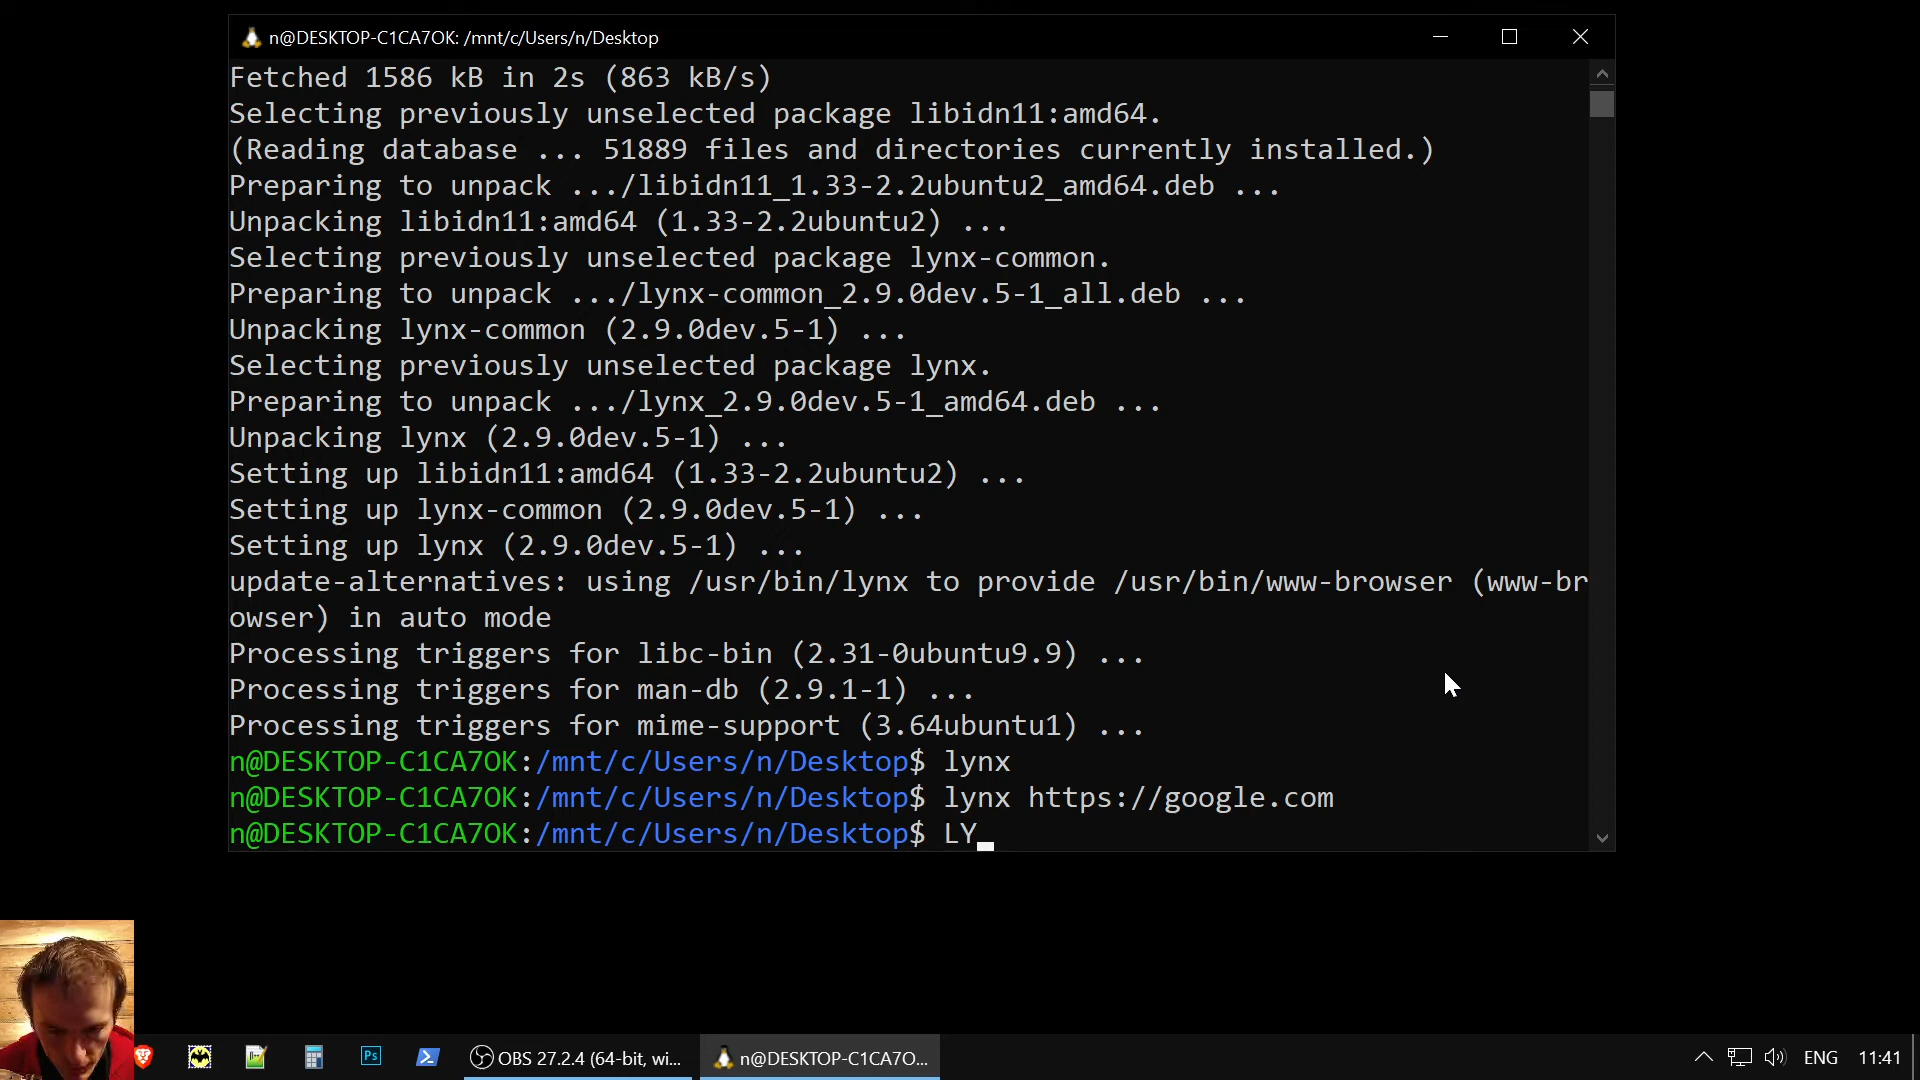 n@DESKTOP-C1CA7OK: /mnt/c/Users/n/Desktop
Fetched 1586 kB in 2s (863 kB/s)
Selecting previously unselected package libidn11:amd64.
(Reading database ... 51889 files and directories currently installed.)
Preparing to unpack .../libidn11_1.33-2.2ubuntu2_amd64.deb ...
Unpacking libidn11:amd64 (1.33-2.2ubuntu2) ...
Selecting previously unselected package lynx-common.
Preparing to unpack .../lynx-common_2.9.0dev.5-1_all.deb ...
Unpacking lynx-common (2.9.0dev.5-1) ...
Selecting previously unselected package lynx.
Preparing to unpack .../lynx_2.9.0dev.5-1_amd64.deb ...
Unpacking lynx (2.9.0dev.5-1) ...
Setting up libidn11:amd64 (1.33-2.2ubuntu2) ...
Setting up lynx-common (2.9.0dev.5-1) ...
Setting up lynx (2.9.0dev.5-1) ...
update-alternatives: using /usr/bin/lynx to provide /usr/bin/www-browser (www-br
owser) in auto mode
Processing triggers for libc-bin (2.31-0ubuntu9.9) ...
Processing triggers for man-db (2.9.1-1) ...
Processing triggers for mime-support (3.64ubuntu1) ...
n@DESKTOP-C1CA7OK:/mnt/c/Users/n/Desktop$ lynx
n@DESKTOP-C1CA7OK:/mnt/c/Users/n/Desktop$ lynx https://google.com
n@DESKTOP-C1CA7OK:/mnt/c/Users/n/Desktop$ LY
Ps OBS 27.2.4 (64-bit, wi... n@DESKTOP-C1CA7O... ENG 11:41